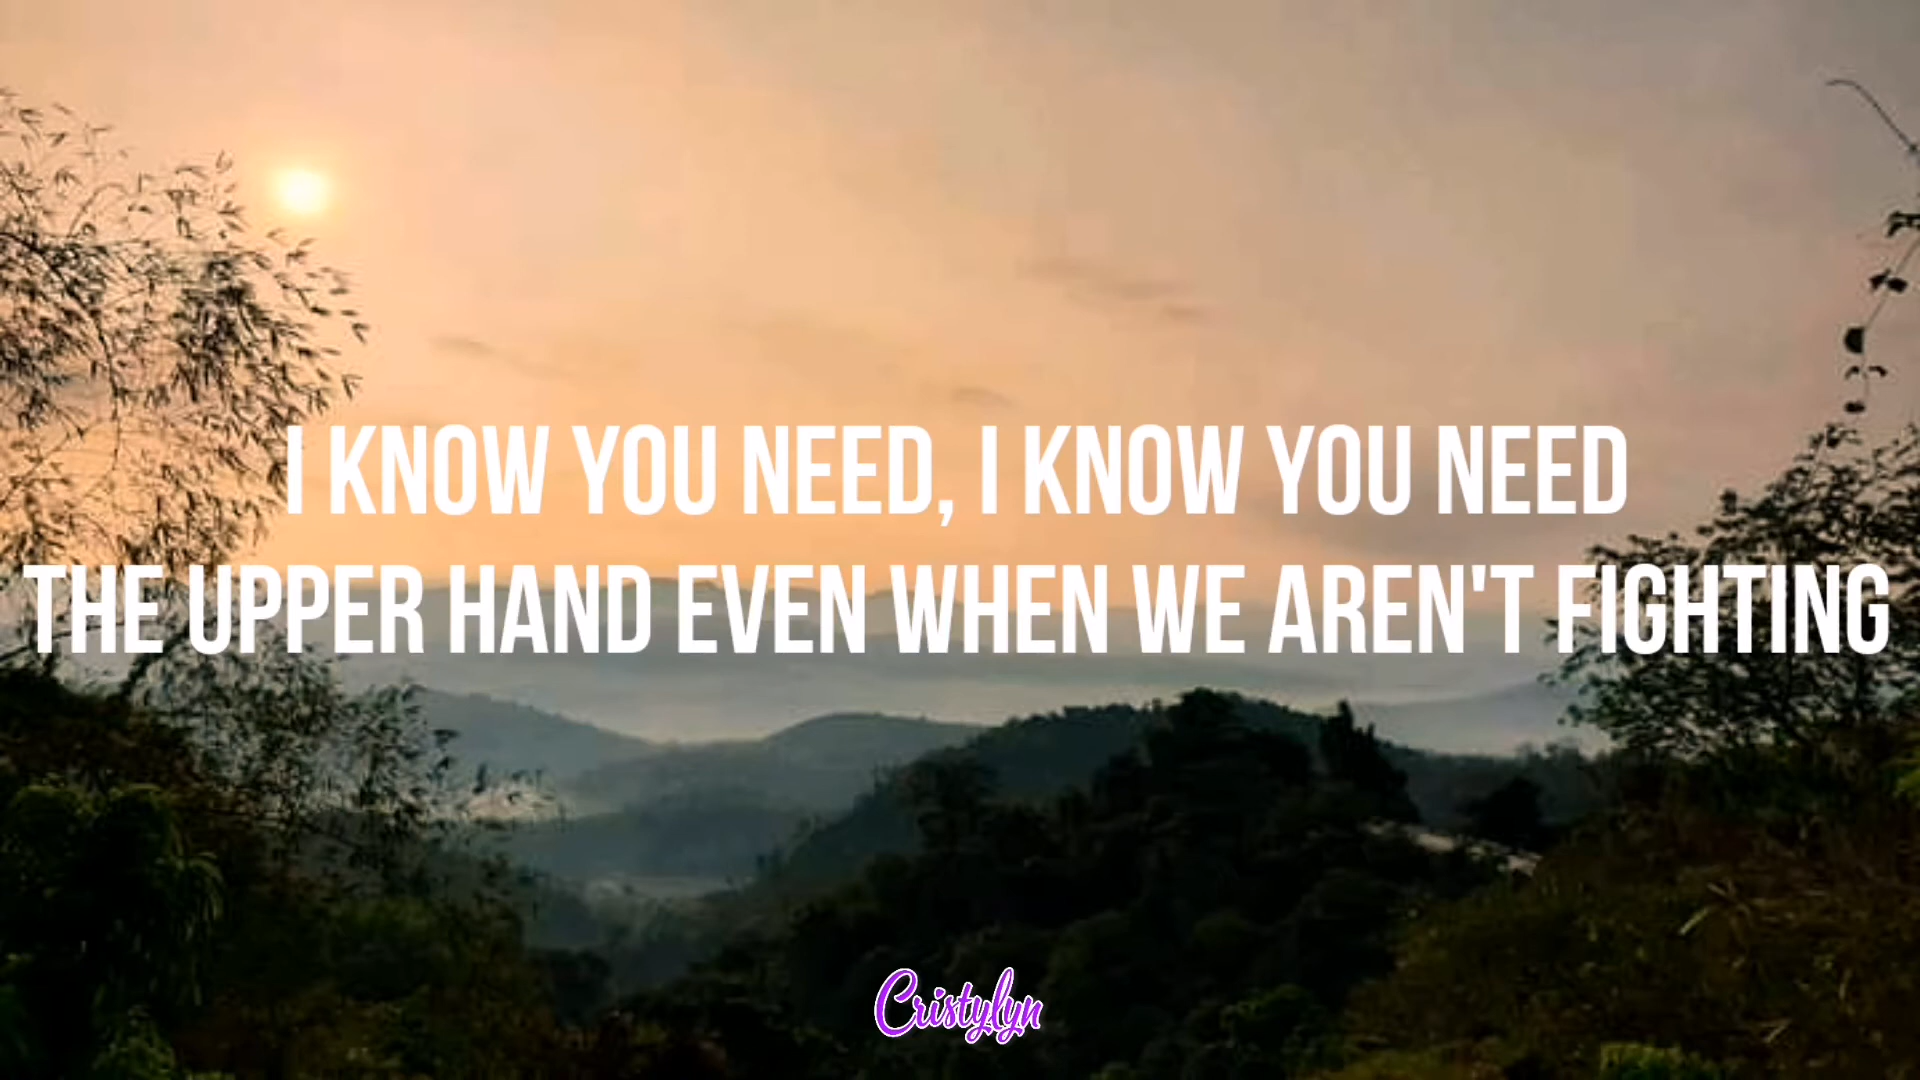 I KNOW YOU NEED, I KNOW YOU NEED
THE UPPER HAND EVEN WHEN WE AREN'T FIGHTING
Cristylyn